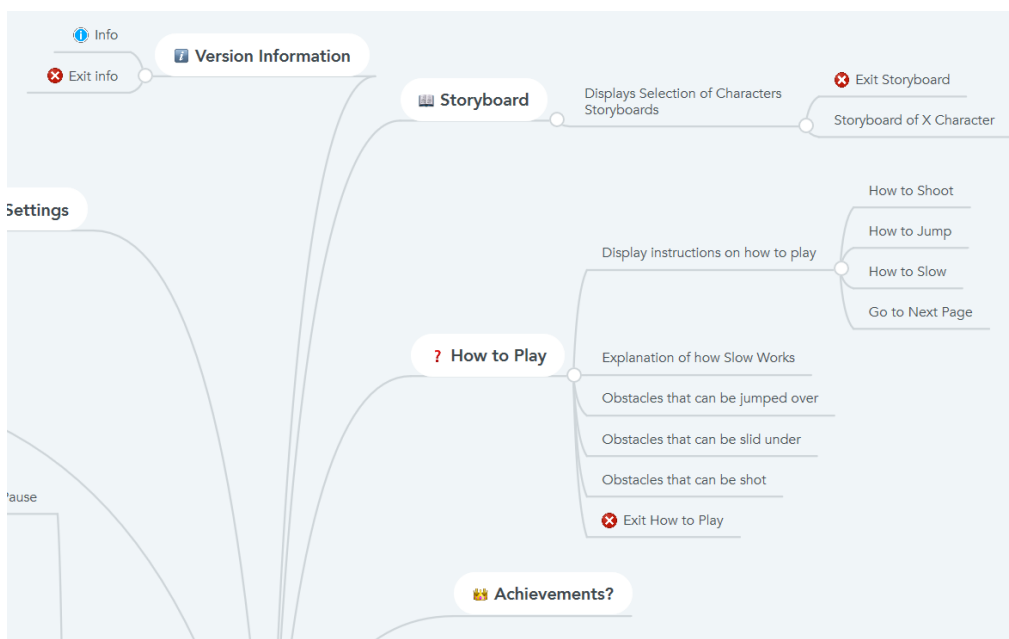 Info
Exit info
Version Information
Storyboard
Displays Selection of Characters
Storyboards
Exit Storyboard
Storyboard of X Character
Settings
How to Play
Display instructions on how to play
How to Shoot
How to Jump
How to Slow
Go to Next Page
Explanation of how Slow Works
Obstacles that can be jumped over
Obstacles that can be slid under
Obstacles that can be shot
Exit How to Play
Pause
? 
Achievements?